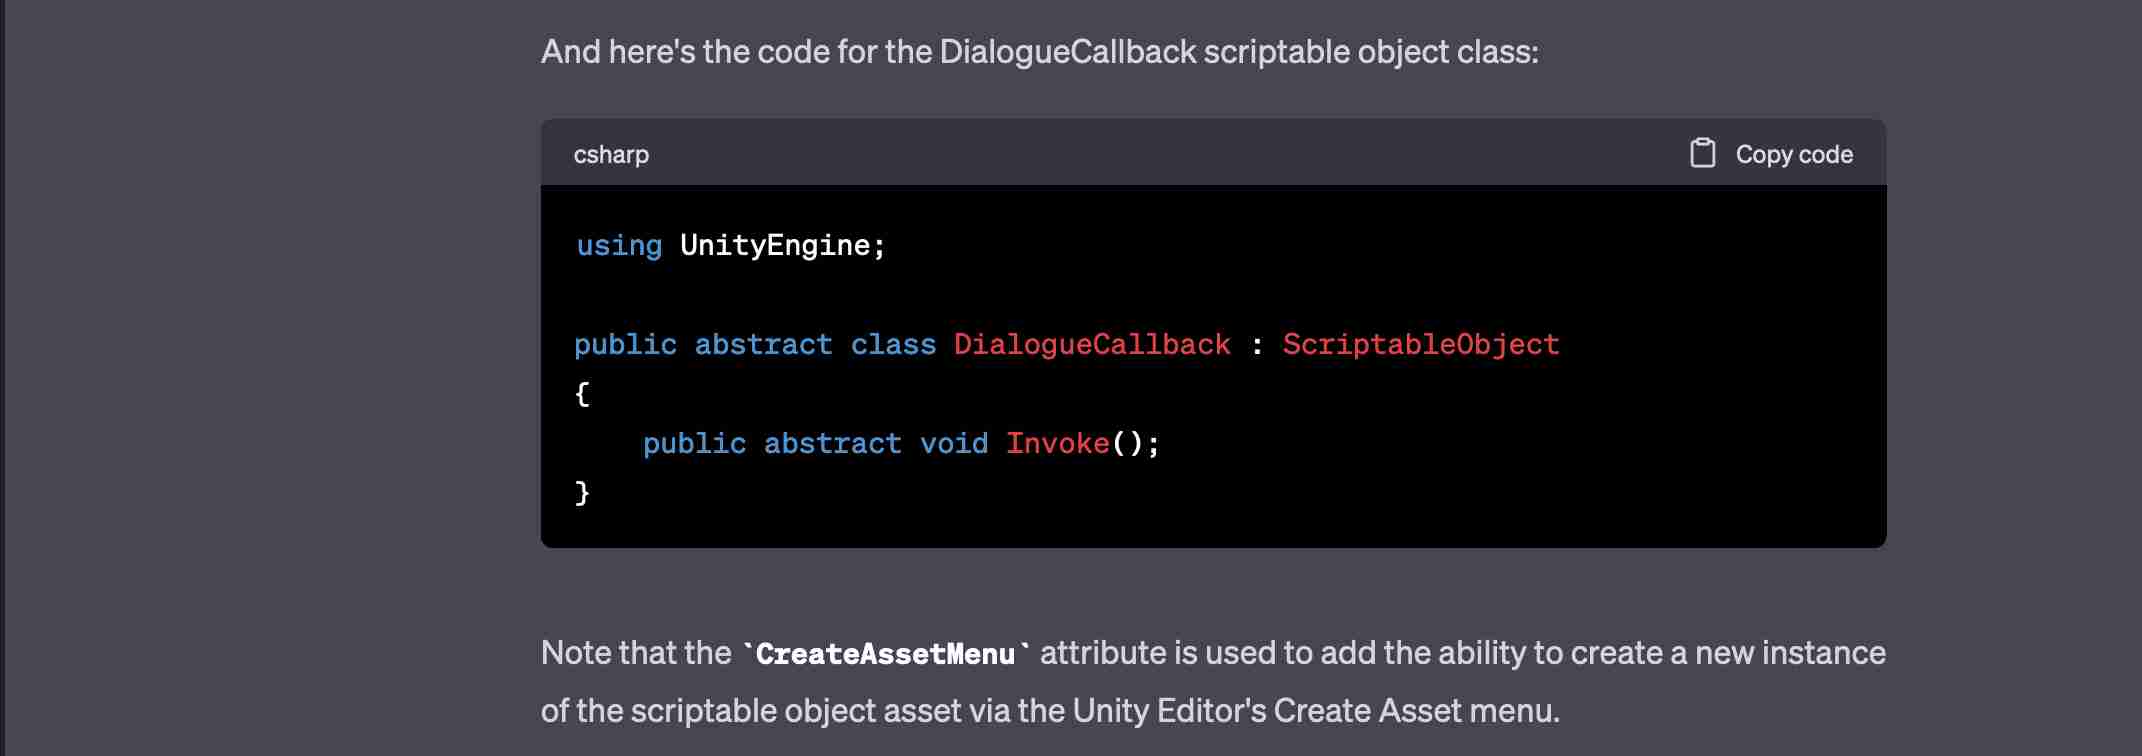 And here's the code for the DialogueCallback scriptable object class:
csharp
Copy code
using UnityEngine;
public abstract class DialogueCallback : ScriptableObject
{
    public abstract void Invoke();
}
Note that the `CreateAssetMenu` attribute is used to add the ability to create a new instance
of the scriptable object asset via the Unity Editor's Create Asset menu.